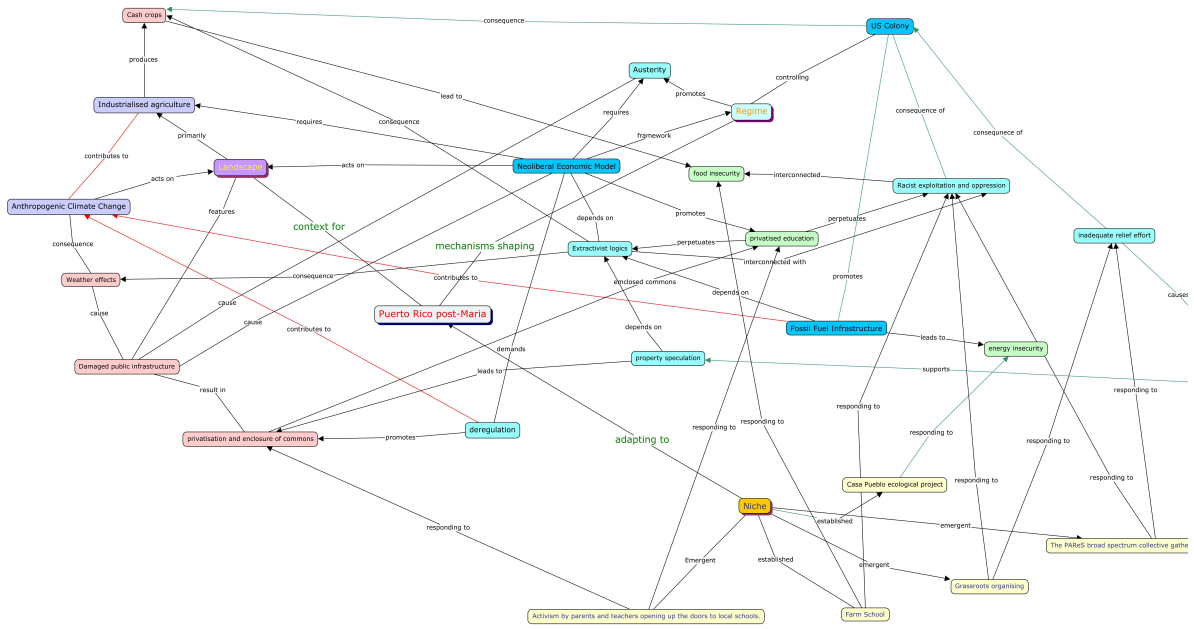 Cash crops
consequence
US Colony
Austerity
produces
controlling
lead to
promotes
Industrialised agriculture
Regime
consequence
requires
requires
consequence of
framework
primarily
consequnece of
contributes to
Landscape
acts on
Neoliberal Economic Model
acts on
food insecurity
interconnected
Racist exploitation and oppression
Anthropogenic Climate Change
features
promotes
depends on
perpetuates
context for
inadequate relief effort
consequence
mechanisms shaping
Extractivist logics
perpetuates
privatised education
interconnected with
Weather effects
consequence
contributes to
enclosed commons
promotes
depends on
causes
cause
cause
Puerto Rico post-Maria
cause
contributes to
depends on
Fossil Fuel Infrastructure
leads to
demands
energy insecurity
Damaged public infrastructure
property speculation
leads to
supports
result in
responding to
responding to
deregulation
privatisation and enclosure of commons
promotes
adapting to
responding to
responding to
responding to
responding to
responding to
responding to
Casa Pueblo ecological project
Niche
established
emergent
responding to
The PAReS broad spectrum collective gathe
Emergent
established
emergent
Grassroots organising
Activism by parents and teachers opening up the doors to local schools.
Farm School